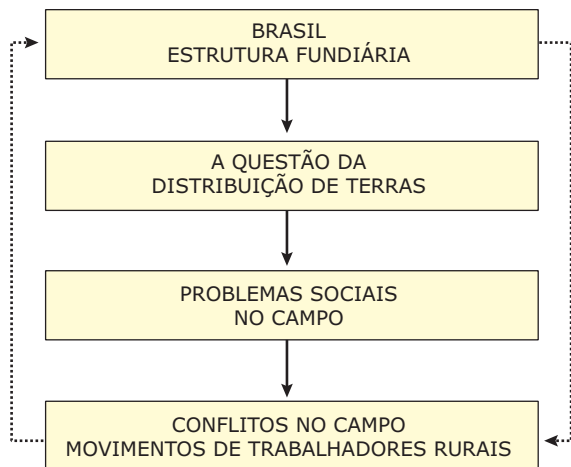 BRASIL
ESTRUTURA FUNDIÁRIA
A QUESTÃO DA
DISTRIBUIÇÃO DE TERRAS
PROBLEMAS SOCIAIS
NO CAMPO
CONFLITOS NO CAMPO
MOVIMENTOS DE TRABALHADORES RURAIS